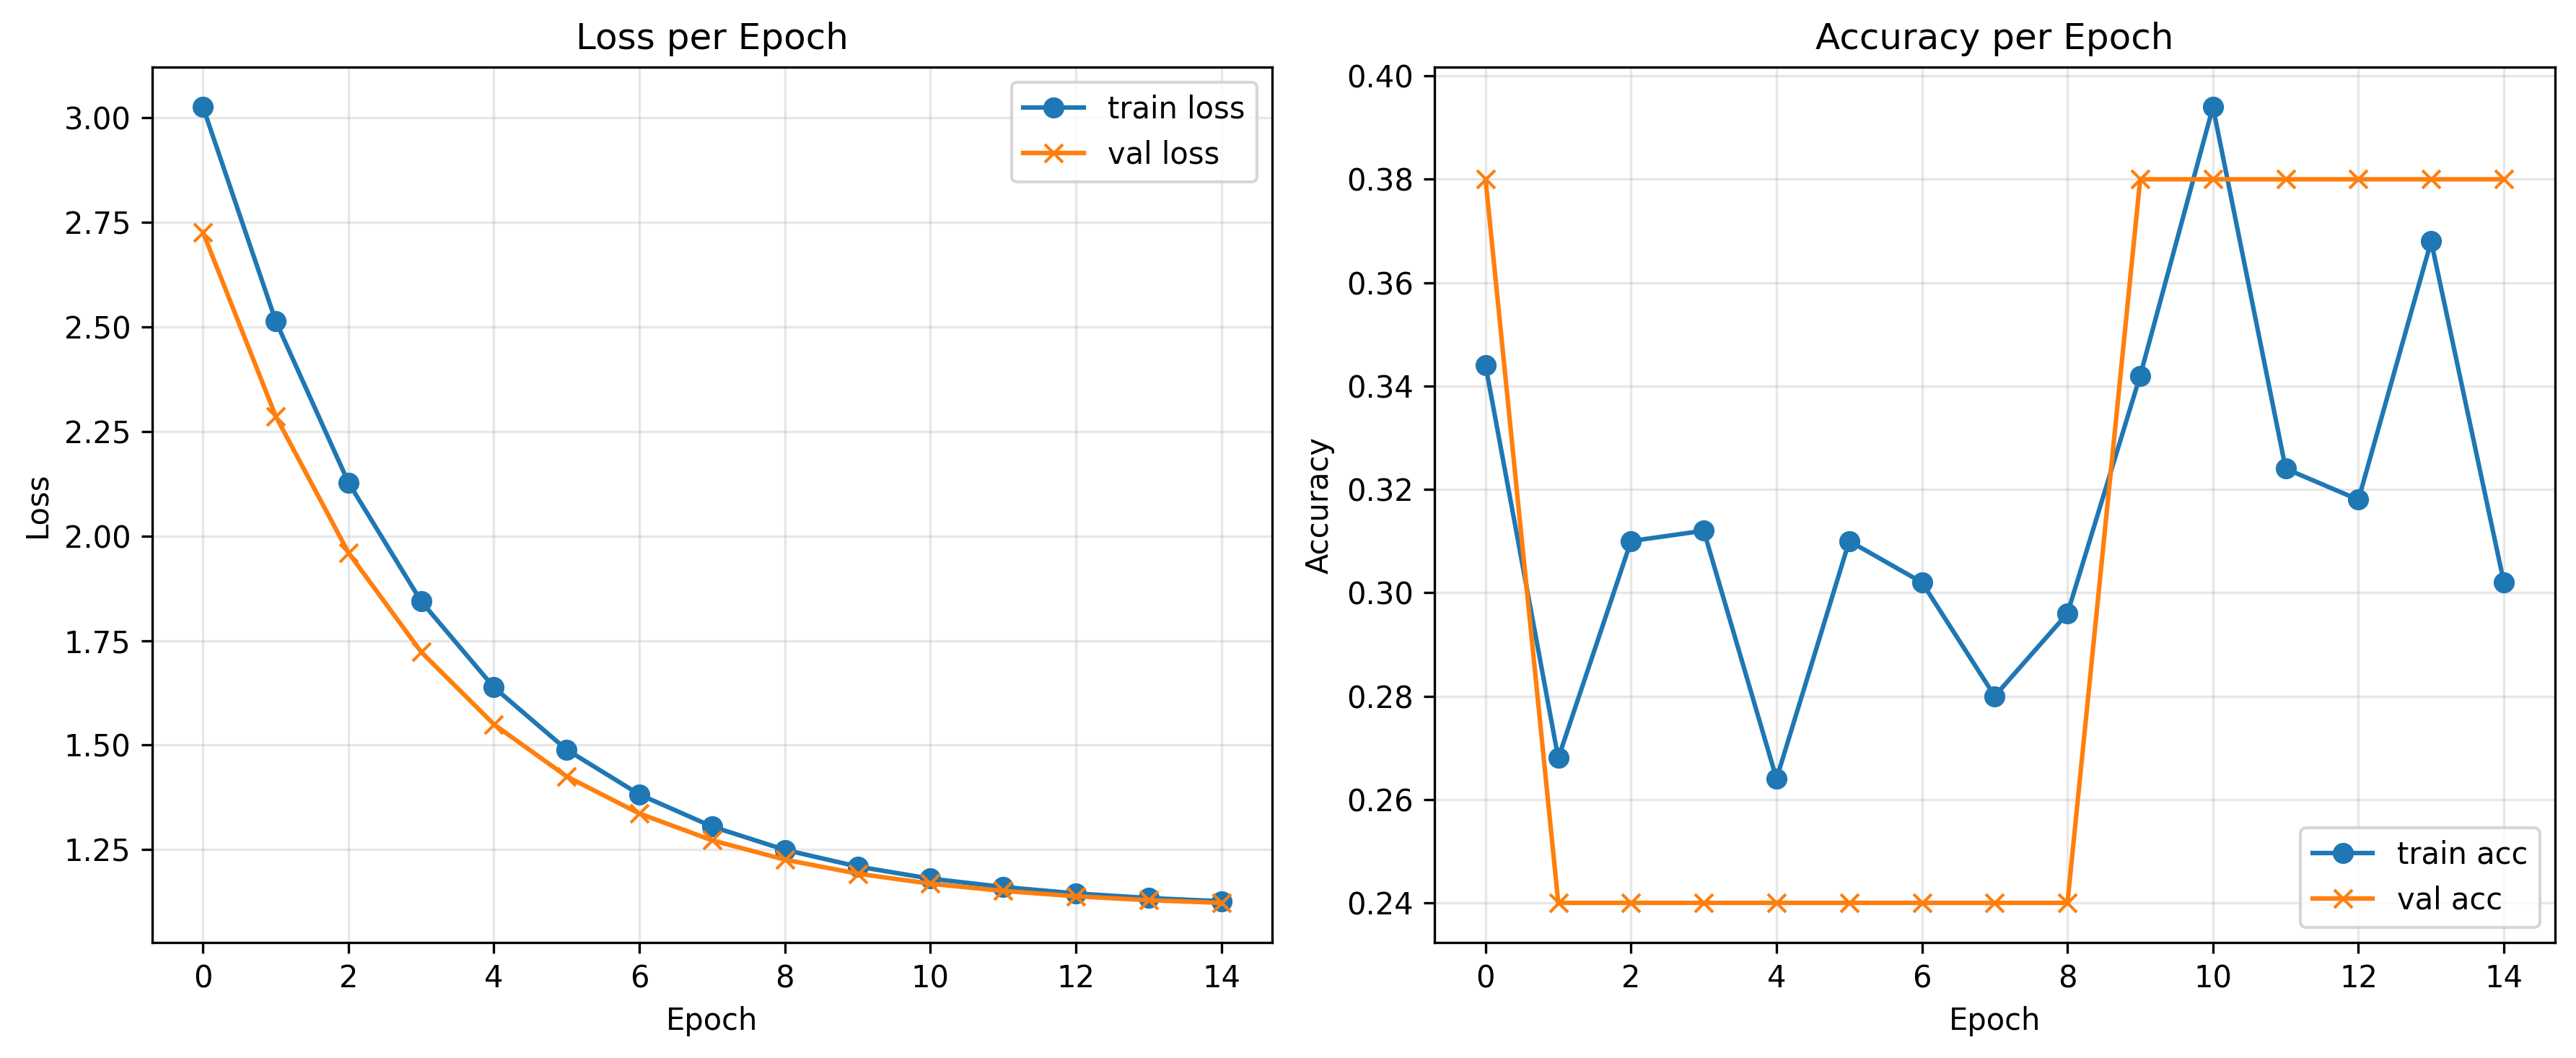 Loss per Epoch
3.00
2.75
2.50
2.25
2.00
1.75
1.50
1.25
Loss
0 2 4 6 8 10 12 14
Epoch
train loss
val loss
Accuracy per Epoch
0.40
0.38
0.36
0.34
0.32
0.30
0.28
0.26
0.24
Accuracy
0 2 4 6 8 10 12 14
Epoch
train acc
val acc